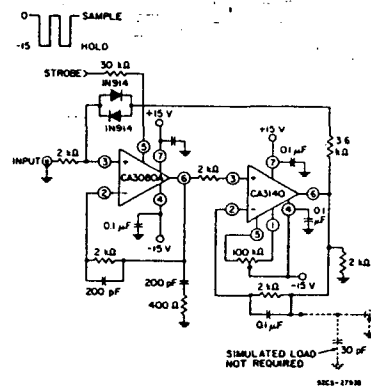 0
SAMPLE
-15
HOLD
30 kΩ
STROBE
1N914
1N914
+15 V
+15 V
0.1 µF
3.6 kΩ
2 kΩ
INPUT
5
7
7
3
CA3080A
6
2 kΩ
3
CA3140
6
2
4
2
4
0.1 µF
5
1
0.1 µF
-15 V
100 kΩ
2 kΩ
-15 V
2 kΩ
200 pF
200 pF
2 kΩ
400 Ω
0.1 µF
30 pF
SIMULATED LOAD
NOT REQUIRED
92CS-27938